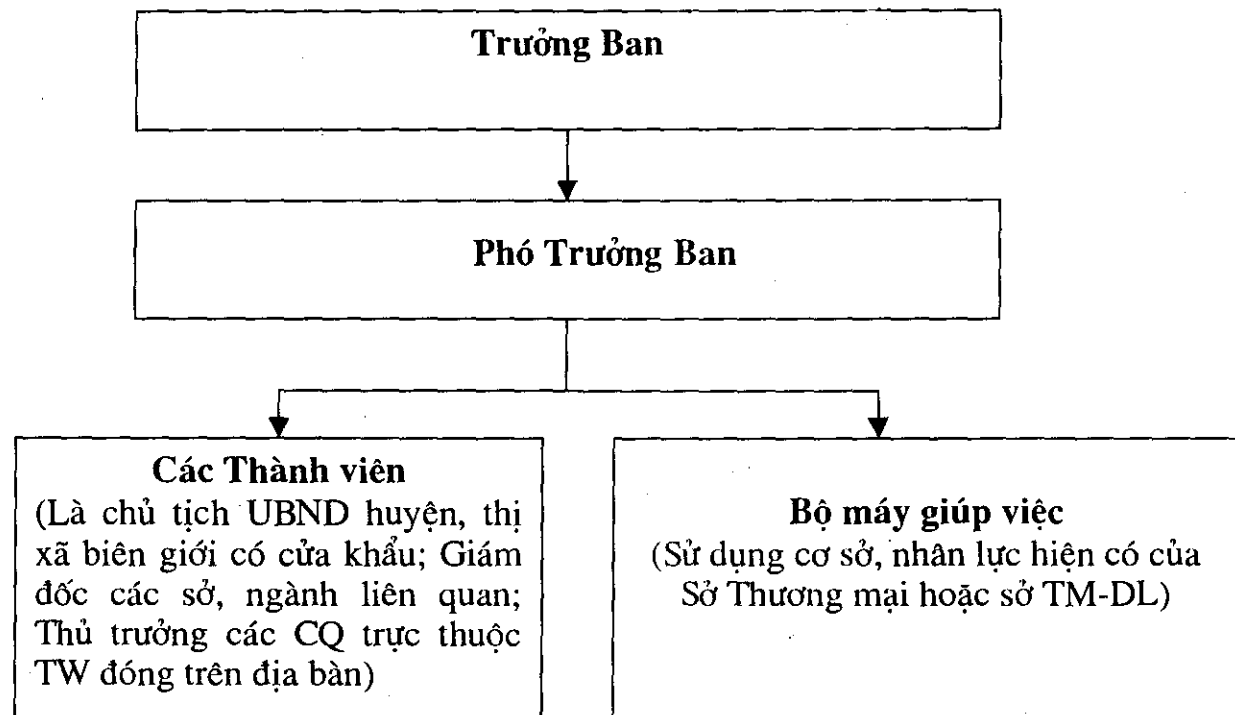 Trưởng Ban
Phó Trưởng Ban
Các Thành viên
(Là chủ tịch UBND huyện, thị
xã biên giới có cửa khẩu; Giám
đốc các sở, ngành liên quan;
Thủ trưởng các CQ trực thuộc
TW đóng trên địa bàn)
Bộ máy giúp việc
(Sử dụng cơ sở, nhân lực hiện có của
Sở Thương mại hoặc sở TM-DL)